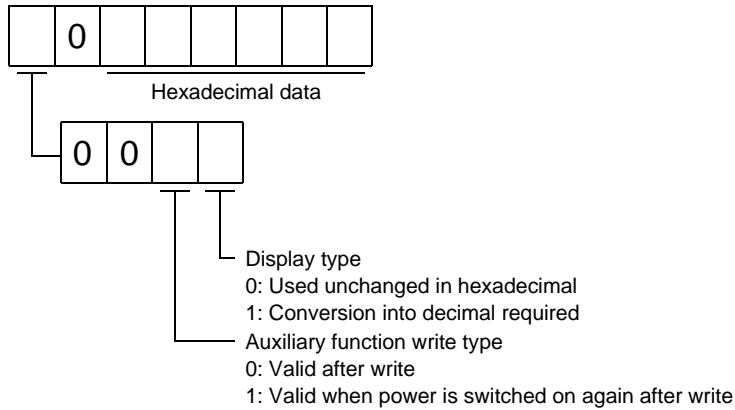 0
Hexadecimal data
0 0
Display type
0: Used unchanged in hexadecimal
1: Conversion into decimal required
Auxiliary function write type
0: Valid after write
1: Valid when power is switched on again after write